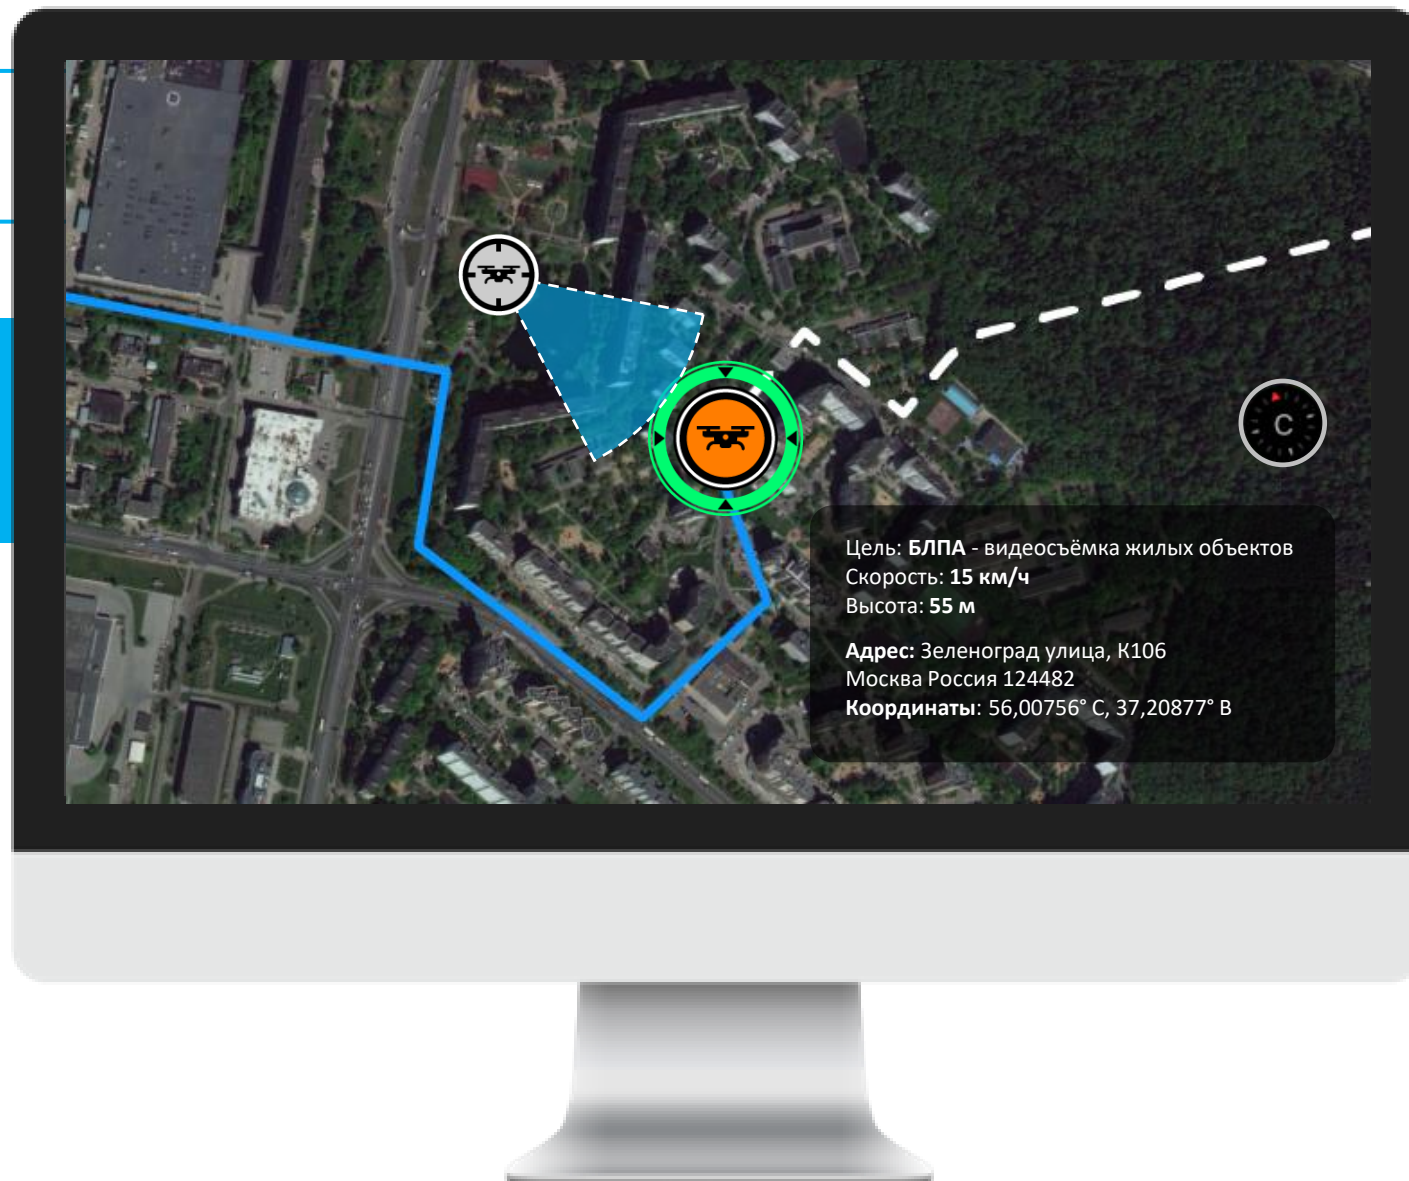 С
Цель: БЛПА - видеосъёмка жилых объектов
Скорость: 15 км/ч
Высота: 55 м
Адрес: Зеленоград улица, К106
Москва Россия 124482
Координаты: 56,00756° С, 37,20877° В